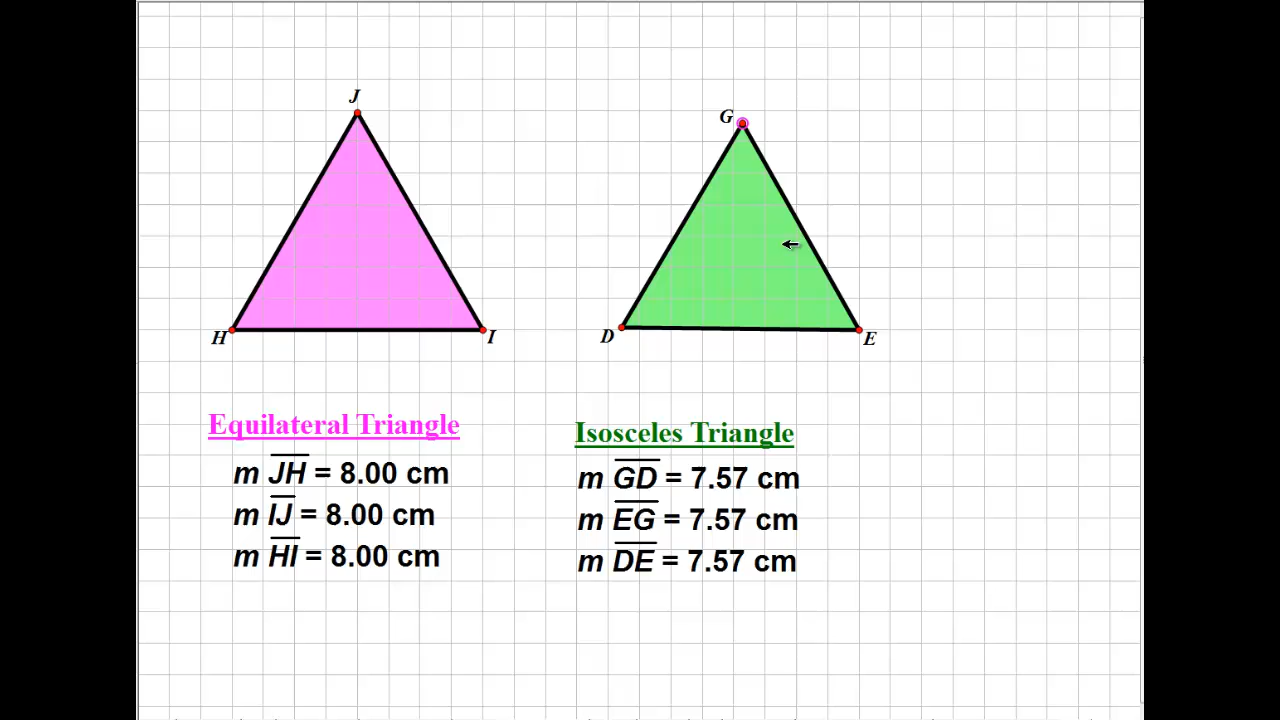 J
G
H
I
D
E
Equilateral Triangle
m JH = 8.00 cm
m IJ = 8.00 cm
m HI = 8.00 cm
Isosceles Triangle
m GD = 7.57 cm
m EG = 7.57 cm
m DE = 7.57 cm